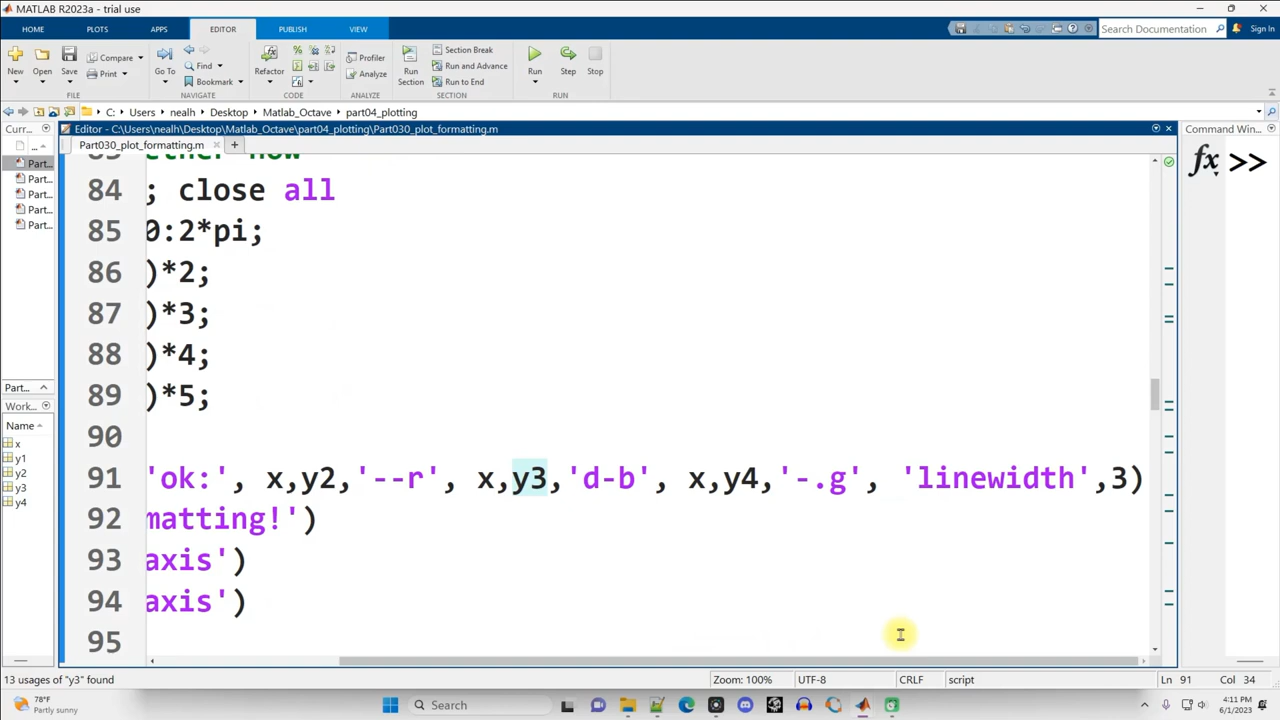 MATLAB R2023a - trial use
HOME PLOTS APPS EDITOR PUBLISH VIEW Search Documentation Sign In
New Open Save Compare Print Go To Find Bookmark Refactor Profiler Analyze Run Section Section Break Run and Advance Run to End Run Step Stop
FILE NAVIGATE CODE ANALYZE SECTION RUN
C: Users nealh Desktop Matlab_Octave part04_plotting
Curr... Editor - C:\Users\nealh\Desktop\Matlab_Octave\part04_plotting\Part030_plot_formatting.m Command Win...
Part030_plot_formatting.m
fx >>
Part...
Part...
Part...
Part...
Part...
84 ; close all
85 0:2*pi;
86 )*2;
87 )*3;
88 )*4;
89 )*5;
90
91 'ok:', x,y2,'--r', x,y3,'d-b', x,y4,'-.g', 'linewidth',3)
92 matting!')
93 axis')
94 axis')
95
Part...
Work...
Name
x
y1
y2
y3
y4
13 usages of "y3" found Zoom: 100% UTF-8 CRLF script Ln 91 Col 34
78°F
Partly sunny
Search
4:11 PM
6/1/2023